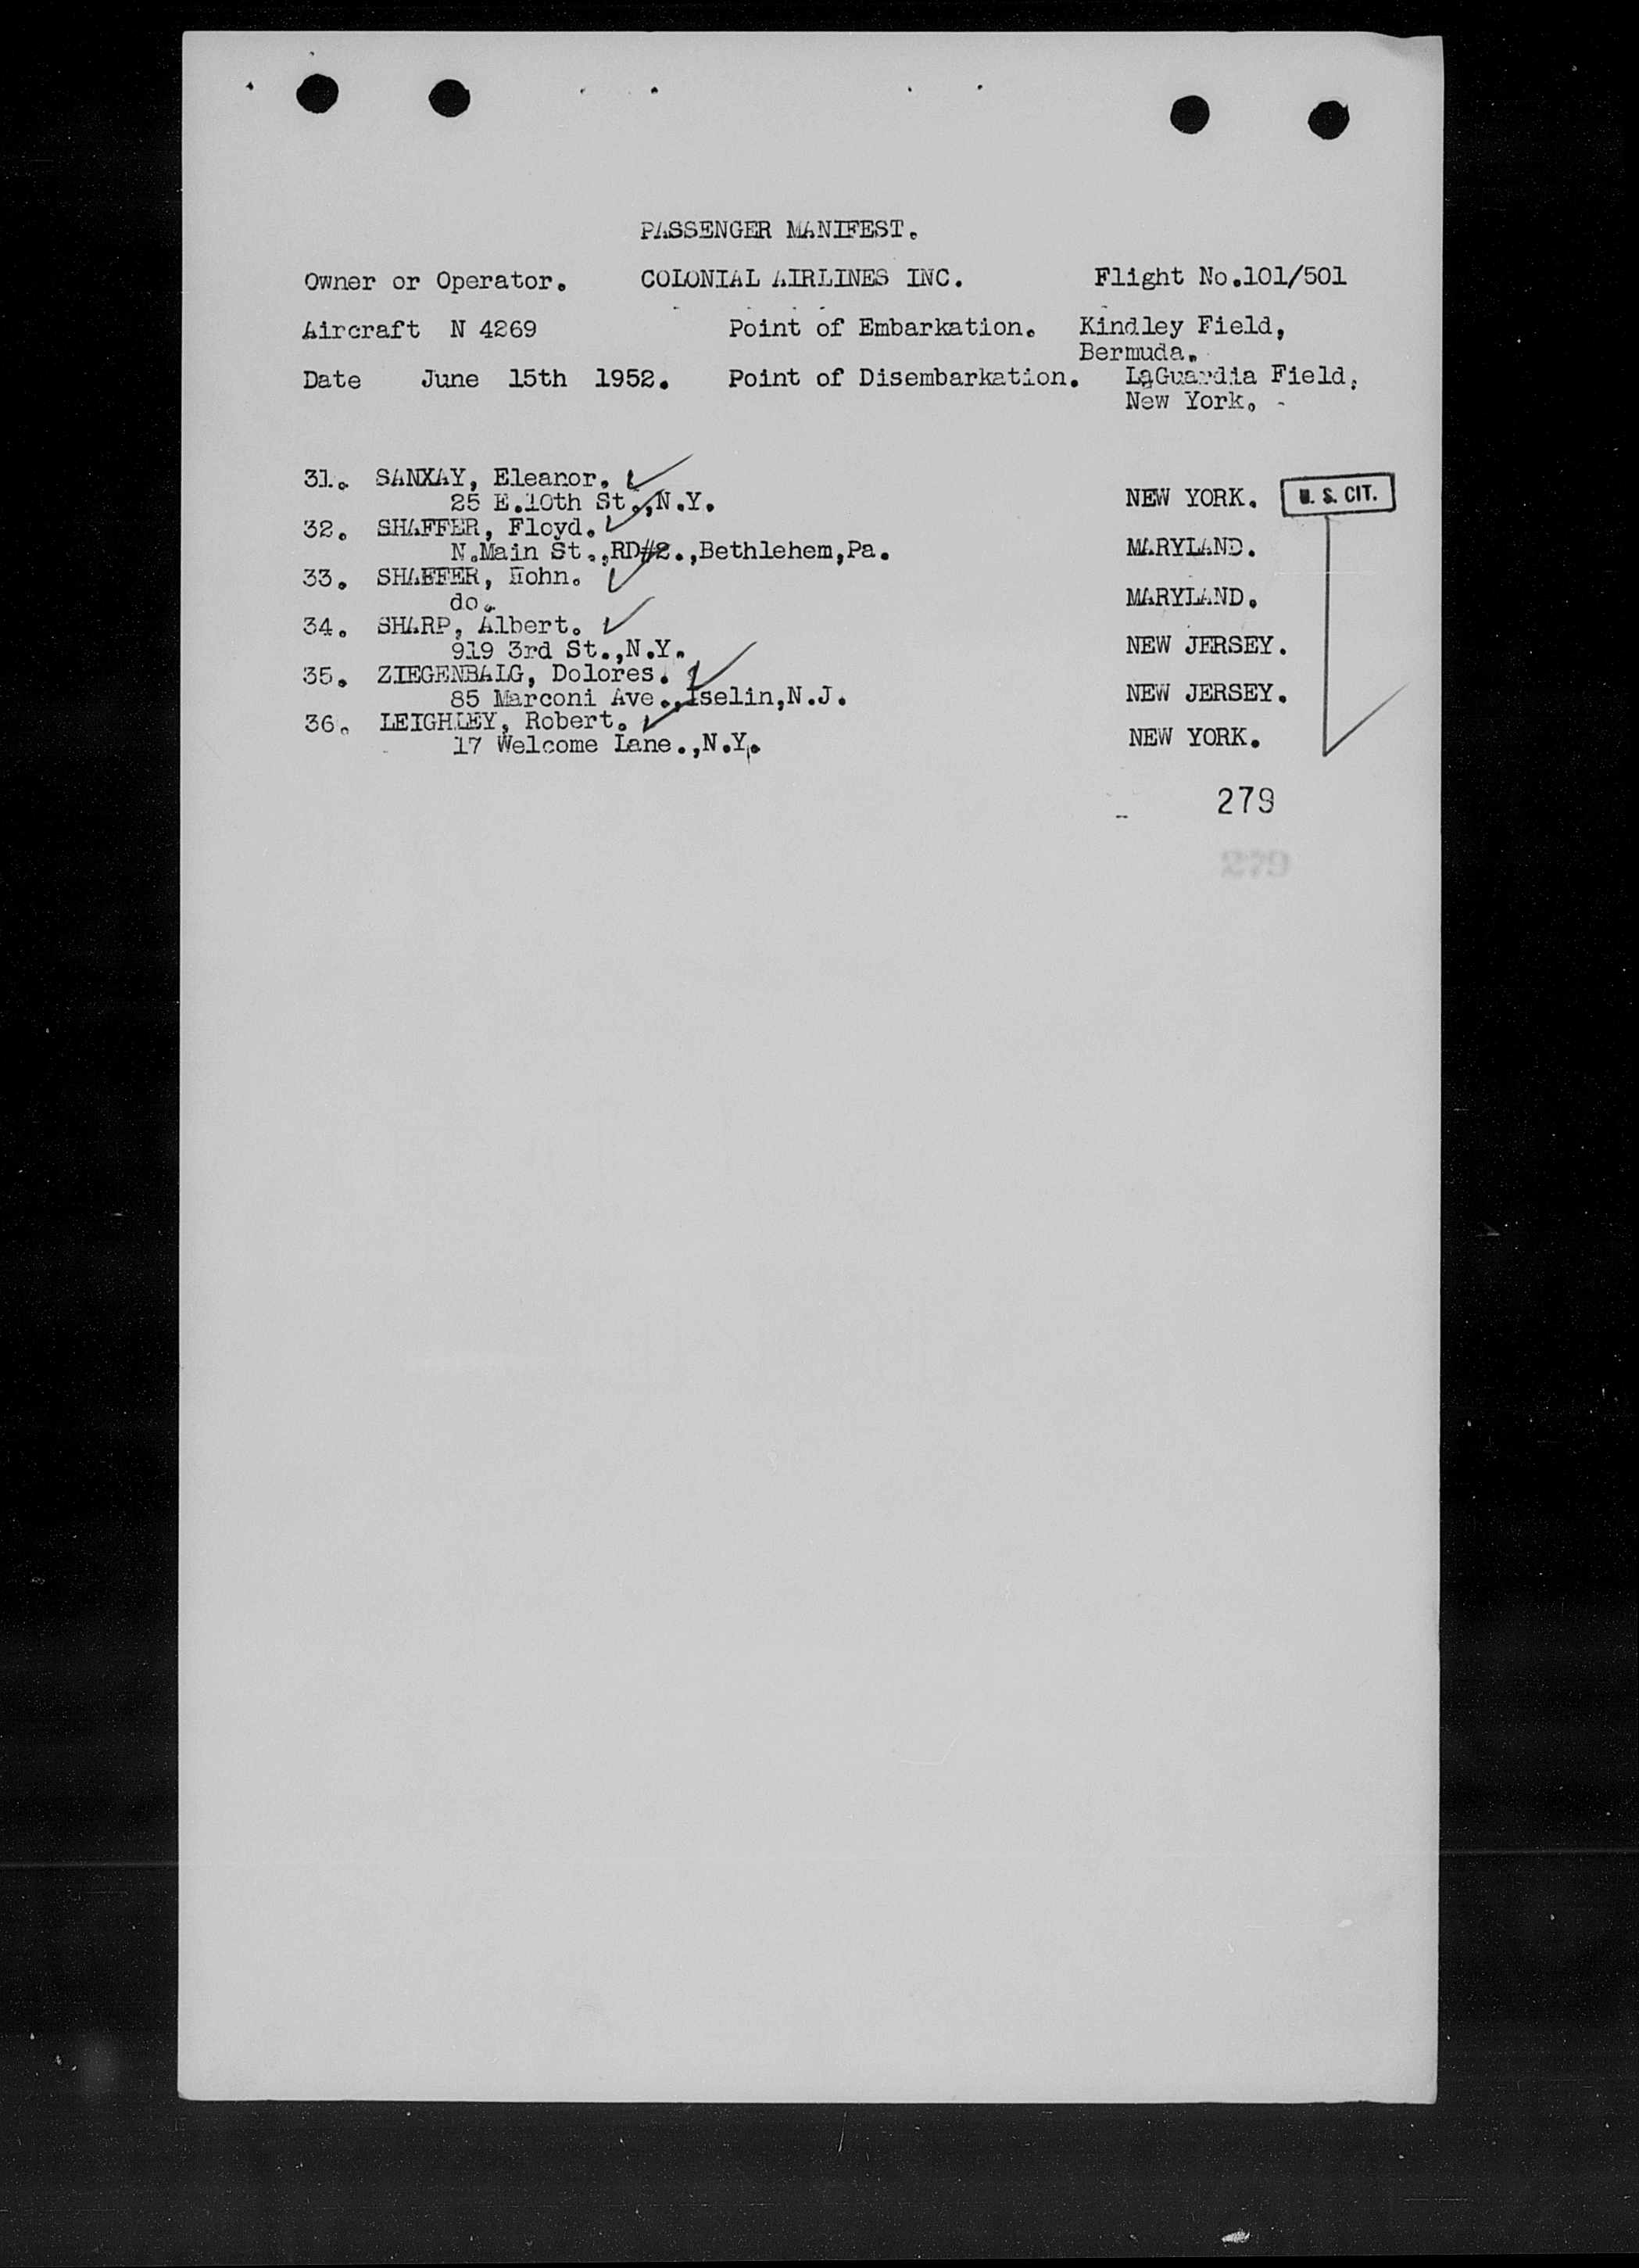 PASSENGER MANIFEST.
Owner or Operator. COLONIAL AIRLINES INC. Flight No.101/501
Aircraft N 4269 Point of Embarkation. Kindley Field,
Bermuda.
Date June 15th 1952. Point of Disembarkation. LaGuardia Field,
New York.
31. SANXAY, Eleanor.
25 E.10th St.,N.Y. NEW YORK. U. S. CIT.
32. SHAFFER, Floyd.
N.Main St.,RD#2.,Bethlehem,Pa. MARYLAND.
33. SHAFFER, Hohn.
do. MARYLAND.
34. SHARP, Albert.
919 3rd St.,N.Y. NEW JERSEY.
35. ZIEGENBALG, Dolores.
85 Marconi Ave.,Iselin,N.J. NEW JERSEY.
36. LEIGHLEY, Robert.
17 Welcome Lane.,N.Y. NEW YORK.
279
279